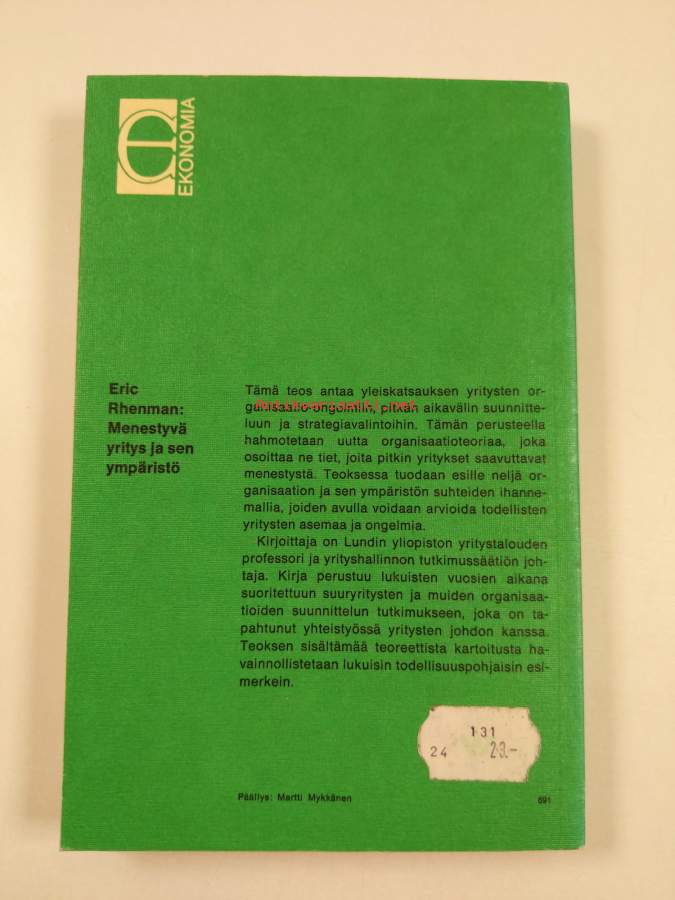 EKONOMIA
Eric
Rhenman:
Menestyvä
yritys ja sen
ympäristö
Tämä teos antaa yleiskatsauksen yritysten or-
ganisaatio-ongelmiin, pitkän aikavälin suunnitte-
luun ja strategiavalintoihin. Tämän perusteella
hahmotetaan uutta organisaatioteoriaa, joka
osoittaa ne tiet, joita pitkin yritykset saavuttavat
menestystä. Teoksessa tuodaan esille neljä or-
ganisaation ja sen ympäristön suhteiden ihanne-
mallia, joiden avulla voidaan arvioida todellisten
yritysten asemaa ja ongelmia.
Kirjoittaja on Lundin yliopiston yritystalouden
professori ja yrityshallinnon tutkimussäätiön joh-
taja. Kirja perustuu lukuisten vuosien aikana
suoritettuun suuryritysten ja muiden organisaa-
tioiden suunnittelun tutkimukseen, joka on ta-
pahtunut yhteistyössä yritysten johdon kanssa.
Teoksen sisältämää teoreettista kartoitusta ha-
vainnollistetaan lukuisin todellisuuspohjaisin esi-
merkein.
131
24 23.-
Päällys: Martti Mykkänen
591